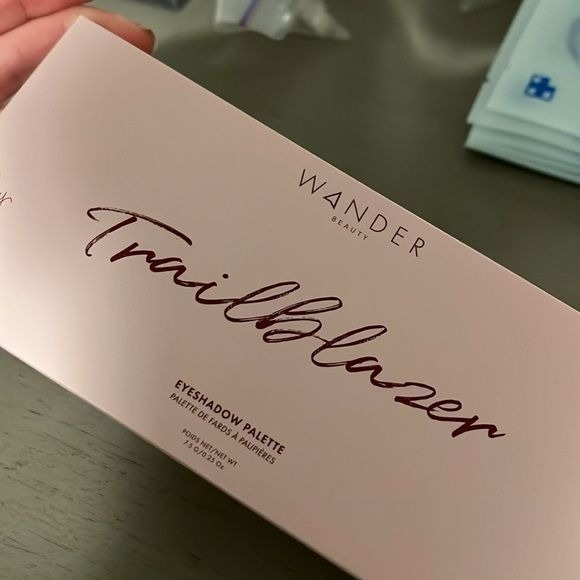 WANDER
BEAUTY
Trailblazer
EYESHADOW PALETTE
PALETTE DE FARDS À PAUPIÈRES
POIDS NET/NET WT
7.5 G/0.25 Oz.